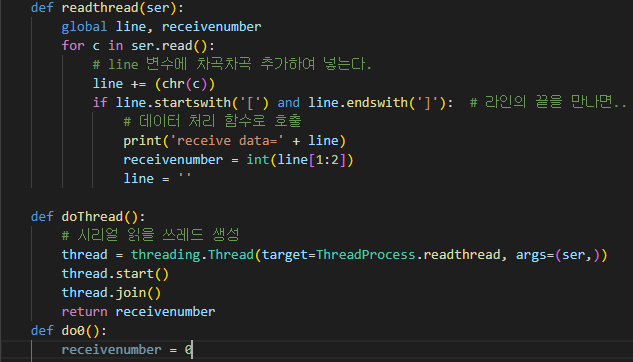 def readthread(ser):
    global line, receivenumber
    for c in ser.read():
        # line 변수에 차곡차곡 추가하여 넣는다.
        line += (chr(c))
        if line.startswith('[') and line.endswith(']'):  # 라인의 끝을 만나면..
            # 데이터 처리 함수로 호출
            print('receive data=' + line)
            receivenumber = int(line[1:2])
            line = ''

def doThread():
    # 시리얼 읽을 쓰레드 생성
    thread = threading.Thread(target=ThreadProcess.readthread, args=(ser,))
    thread.start()
    thread.join()
    return receivenumber
def do0():
    receivenumber = 0